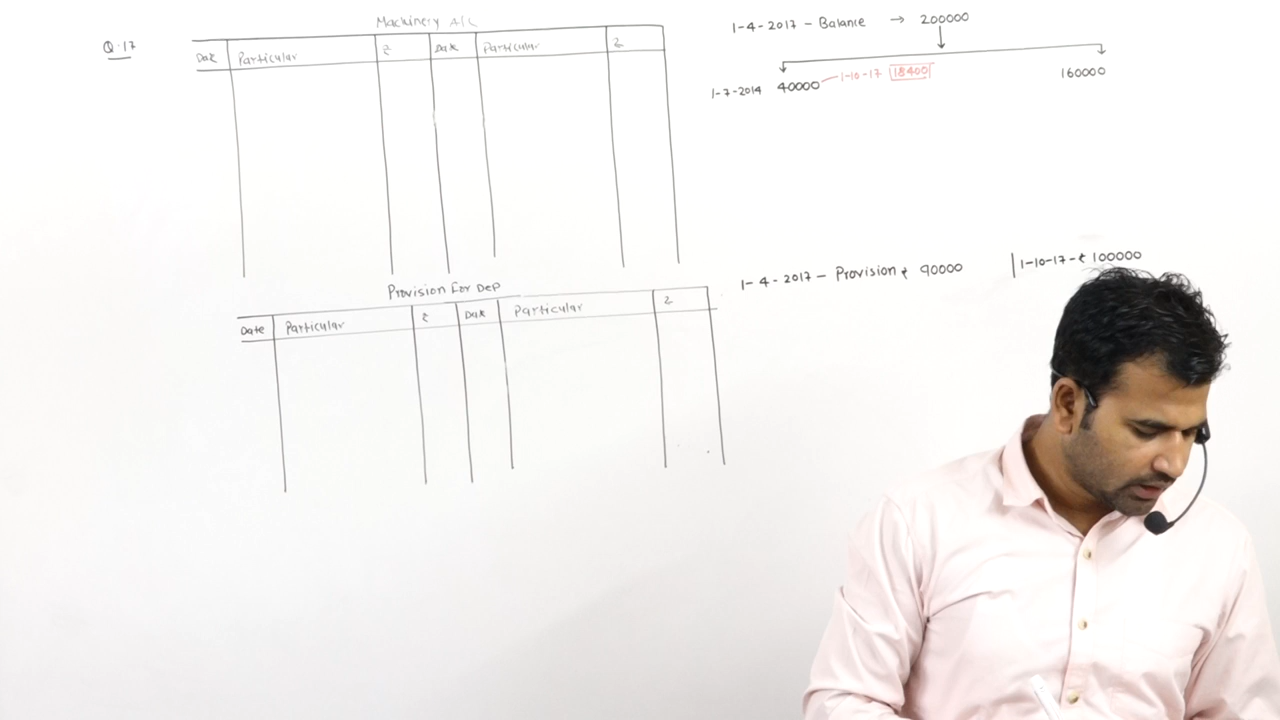 Q.17
Machinery A/C
Date Particular ₹ Date Particular ₹
1-4-2017 - Balance → 200000
1-7-2014 40000 1-10-17 18400 160000
Provision for Dep
Date Particular ₹ Date Particular ₹
1-4-2017 - Provision ₹ 90000
1-10-17-₹ 100000